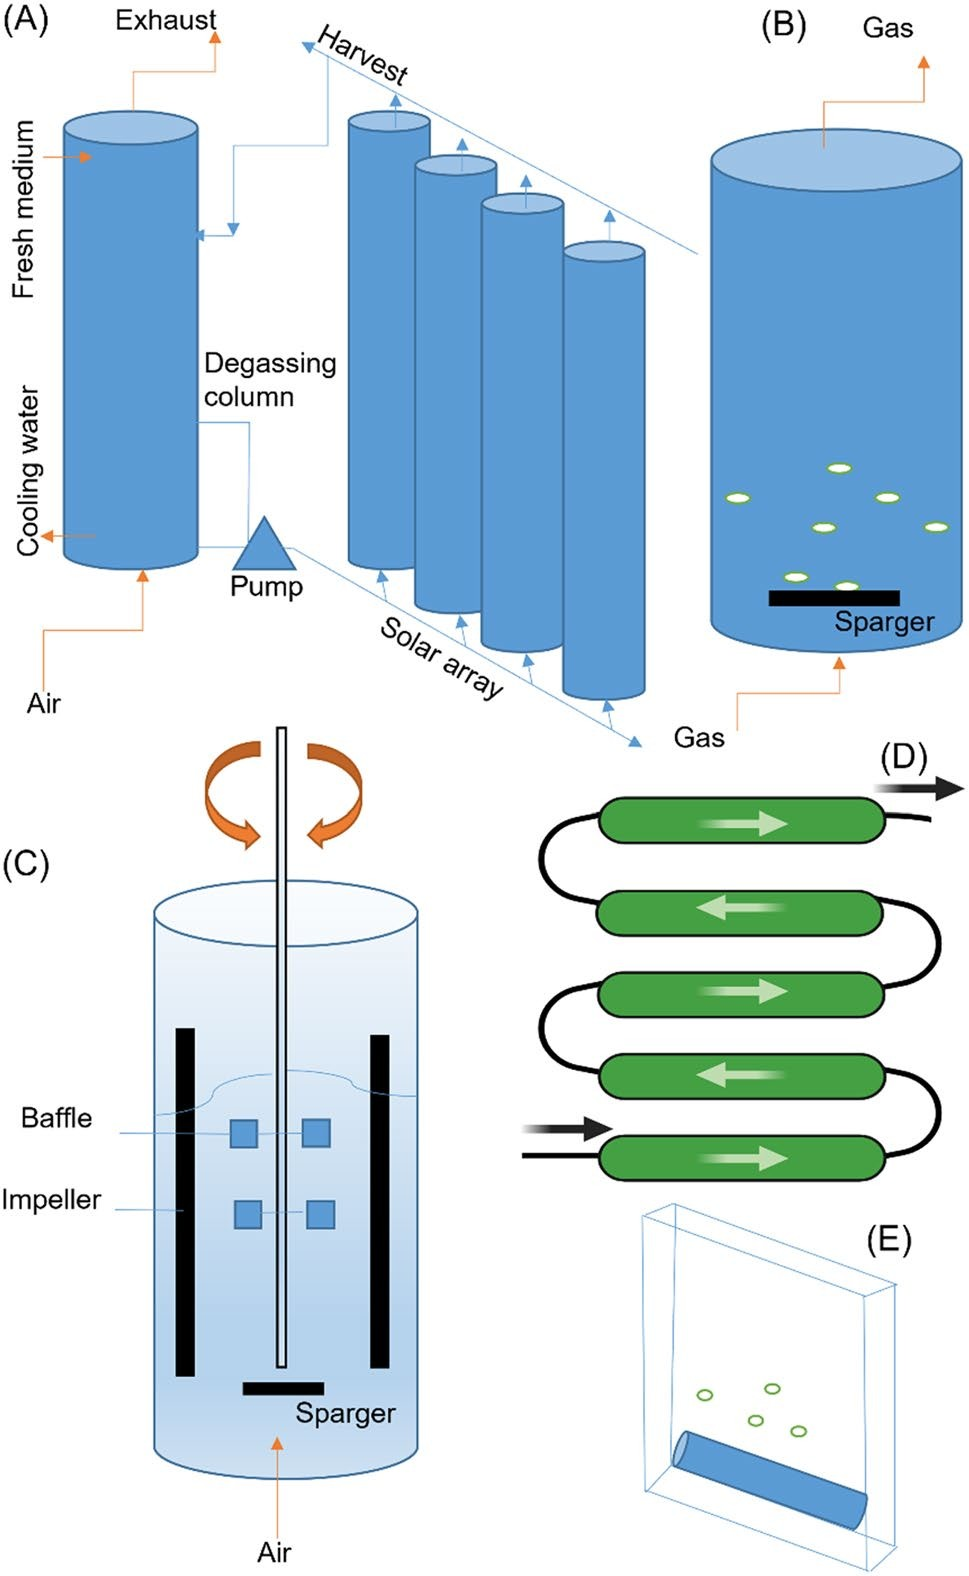 (A)
Exhaust
Harvest
Fresh medium
Cooling water
Degassing
column
Pump
Solar array
Air
(B)
Gas
Sparger
Gas
(C)
Baffle
Impeller
Sparger
Air
(D)
(E)